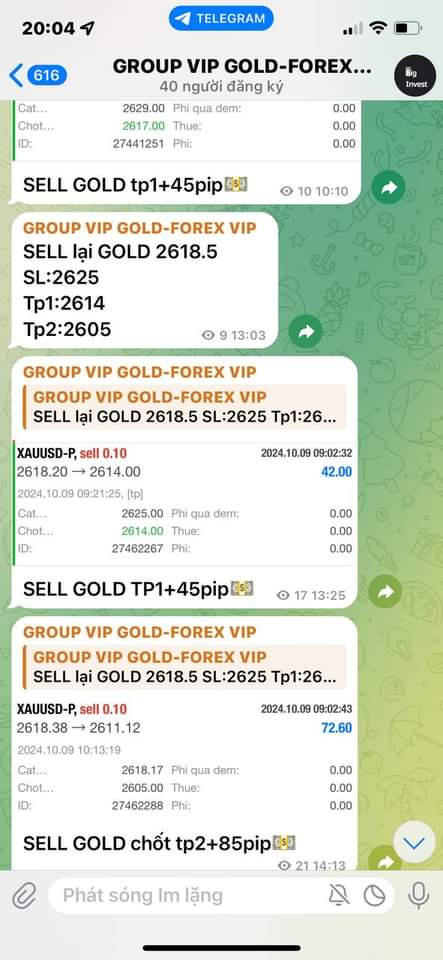 20:04
TELEGRAM
616
GROUP VIP GOLD-FOREX...
40 người đăng ký
Big
Invest
Cat... 2629.00 Phi qua dem: 0.00
Chot... 2617.00 Thue: 0.00
ID: 27441251 Phi: 0.00
SELL GOLD tp1+45pip💵
10 10:10
GROUP VIP GOLD-FOREX VIP
SELL lại GOLD 2618.5
SL:2625
Tp1:2614
Tp2:2605
9 13:03
GROUP VIP GOLD-FOREX VIP
GROUP VIP GOLD-FOREX VIP
SELL lại GOLD 2618.5 SL:2625 Tp1:26...
XAUUSD-P, sell 0.10 2024.10.09 09:02:32
2618.20 → 2614.00 42.00
2024.10.09 09:21:25, [tp]
Cat... 2625.00 Phi qua dem: 0.00
Chot... 2614.00 Thue: 0.00
ID: 27462267 Phi: 0.00
SELL GOLD TP1+45pip💵
17 13:25
GROUP VIP GOLD-FOREX VIP
GROUP VIP GOLD-FOREX VIP
SELL lại GOLD 2618.5 SL:2625 Tp1:26...
XAUUSD-P, sell 0.10 2024.10.09 09:02:43
2618.38 → 2611.12 72.60
2024.10.09 10:13:19
Cat... 2618.17 Phi qua dem: 0.00
Chot... 2605.00 Thue: 0.00
ID: 27462288 Phi: 0.00
SELL GOLD chốt tp2+85pip💵
21 14:13
Phát sóng Im lặng